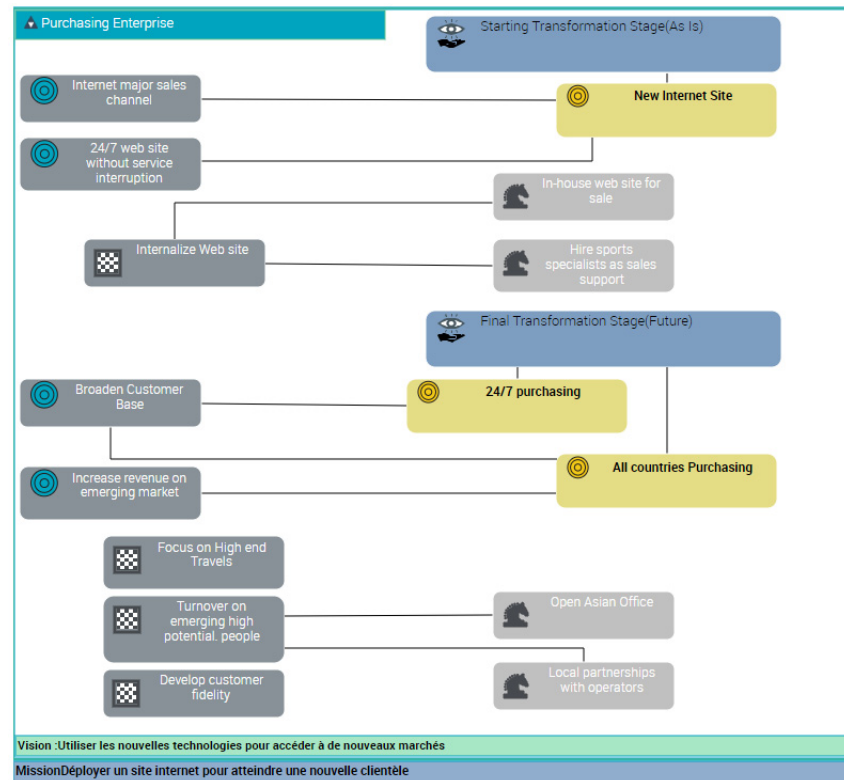 Purchasing Enterprise
Starting Transformation Stage(As Is)
Internet major sales
channel
New Internet Site
24/7 web site
without service
interruption
In-house web site for
sale
Internalize Web site
Hire sports
specialists as sales
support
Final Transformation Stage(Future)
Broaden Customer
Base
24/7 purchasing
All countries Purchasing
Increase revenue on
emerging market
Focus on High end
Travels
Turnover on
emerging high
potential. people
Open Asian Office
Develop customer
fidelity
Local partnerships
with operators
Vision :Utiliser les nouvelles technologies pour accéder à de nouveaux marchés
MissionDéployer un site internet pour atteindre une nouvelle clientèle